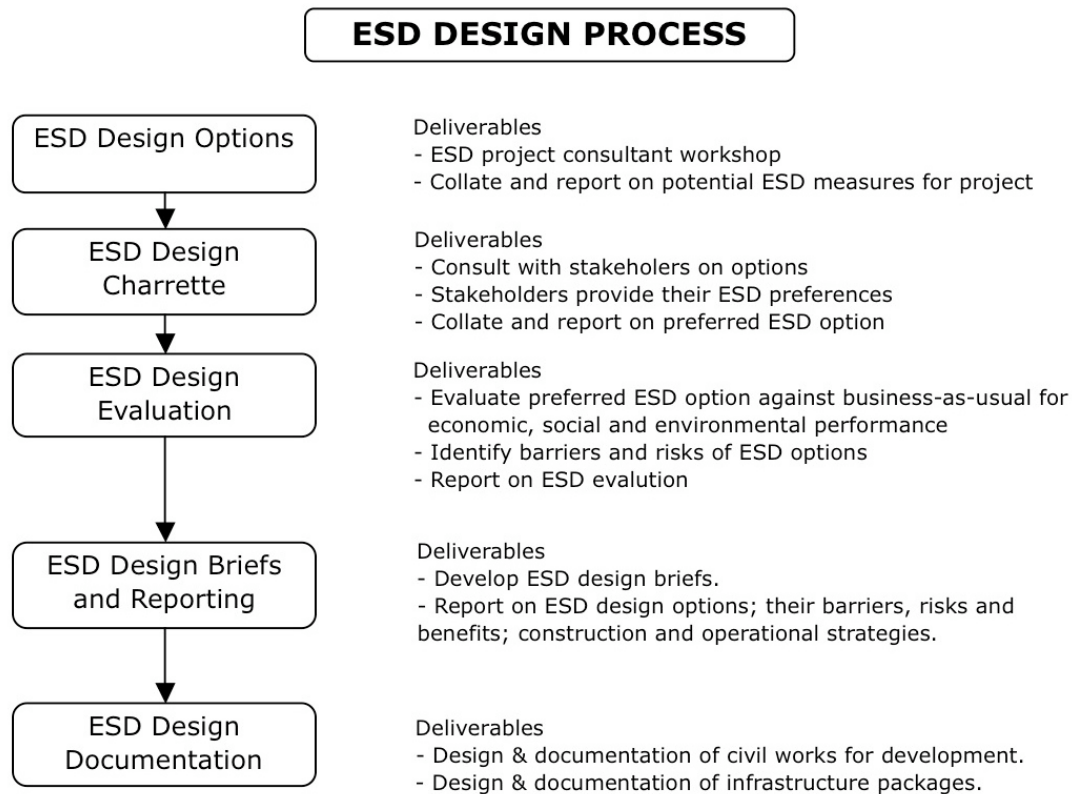 ESD DESIGN PROCESS
ESD Design Options
Deliverables
- ESD project consultant workshop
- Collate and report on potential ESD measures for project
ESD Design
Charrette
Deliverables
- Consult with stakeholers on options
- Stakeholders provide their ESD preferences
- Collate and report on preferred ESD option
ESD Design
Evaluation
Deliverables
- Evaluate preferred ESD option against business-as-usual for
economic, social and environmental performance
- Identify barriers and risks of ESD options
- Report on ESD evalution
ESD Design Briefs
and Reporting
Deliverables
- Develop ESD design briefs.
- Report on ESD design options; their barriers, risks and
benefits; construction and operational strategies.
ESD Design
Documentation
Deliverables
- Design & documentation of civil works for development.
- Design & documentation of infrastructure packages.